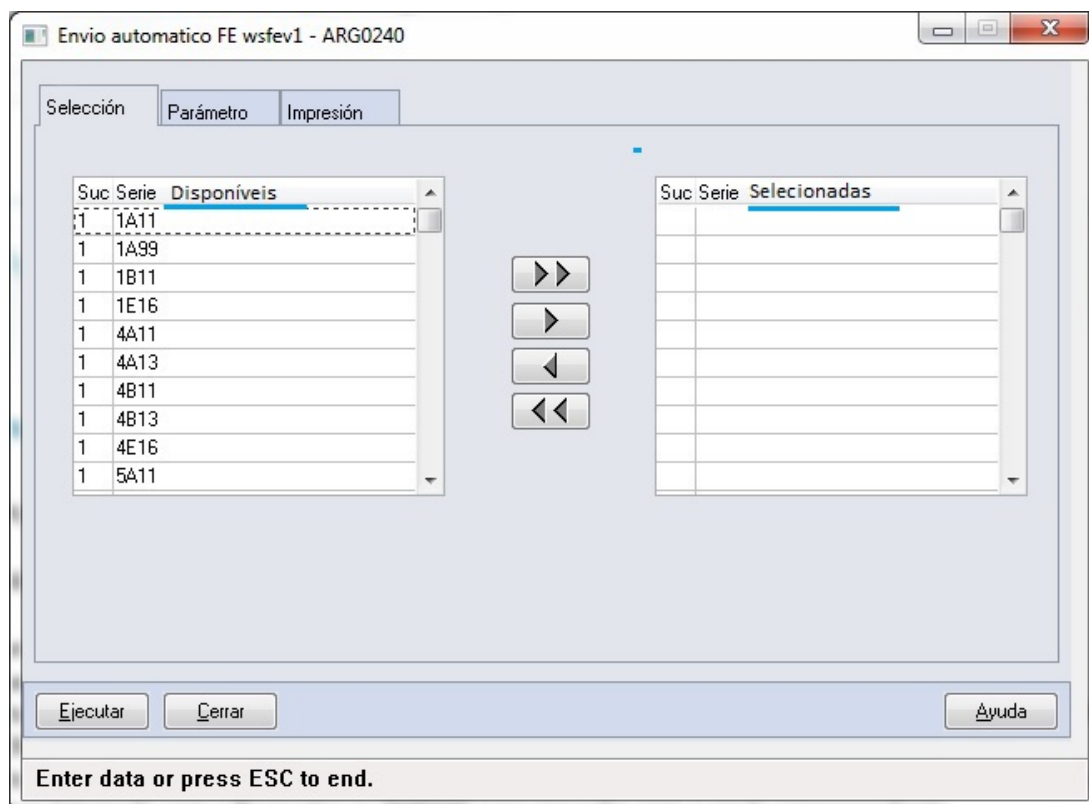 Envio automatico FE wsfev1 - ARG0240
Selección Parámetro Impresión
Suc Serie Disponíveis
1 1A11
1 1A99
1 1B11
1 1E16
1 4A11
1 4A13
1 4B11
1 4B13
1 4E16
1 5A11
Suc Serie Selecionadas
Ejecutar Cerrar Ayuda
Enter data or press ESC to end.